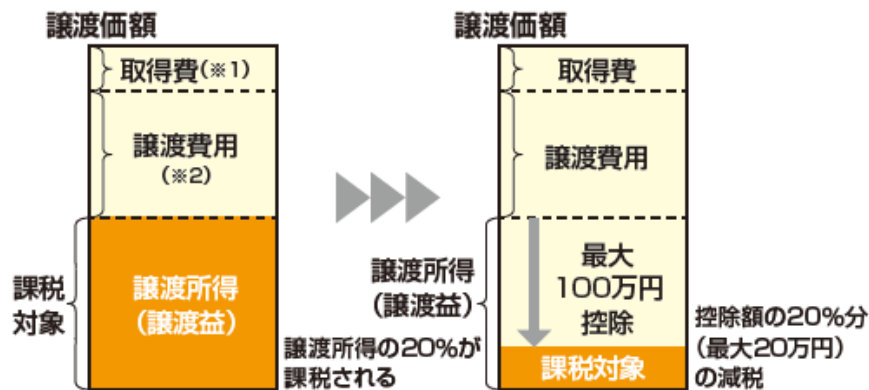 譲渡価額
取得費(※1)
譲渡費用
(※2)
課税
対象
譲渡所得
(譲渡益)
譲渡所得の20%が
課税される
譲渡価額
取得費
譲渡費用
譲渡所得
(譲渡益)
最大
100万円
控除
課税対象
控除額の20%分
(最大20万円)
の減税